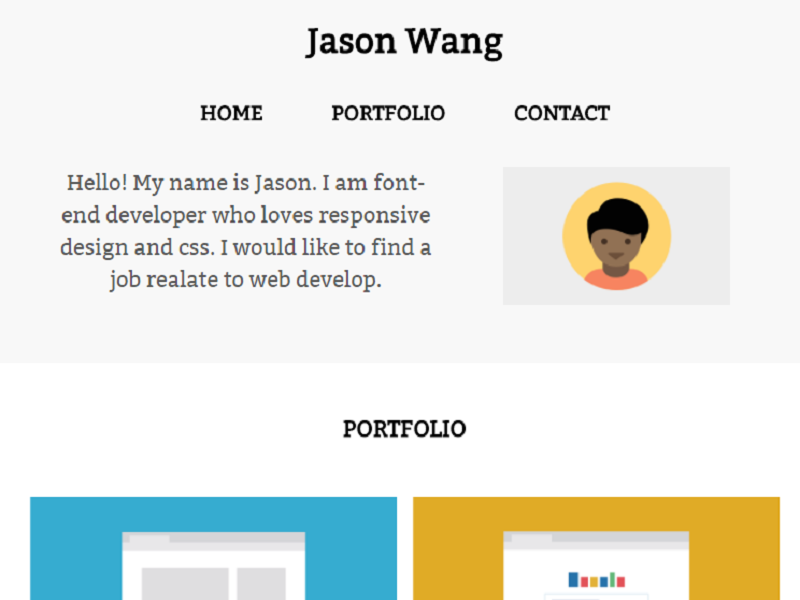 Jason Wang
HOME PORTFOLIO CONTACT
Hello! My name is Jason. I am font-
end developer who loves responsive
design and css. I would like to find a
job realate to web develop.
PORTFOLIO